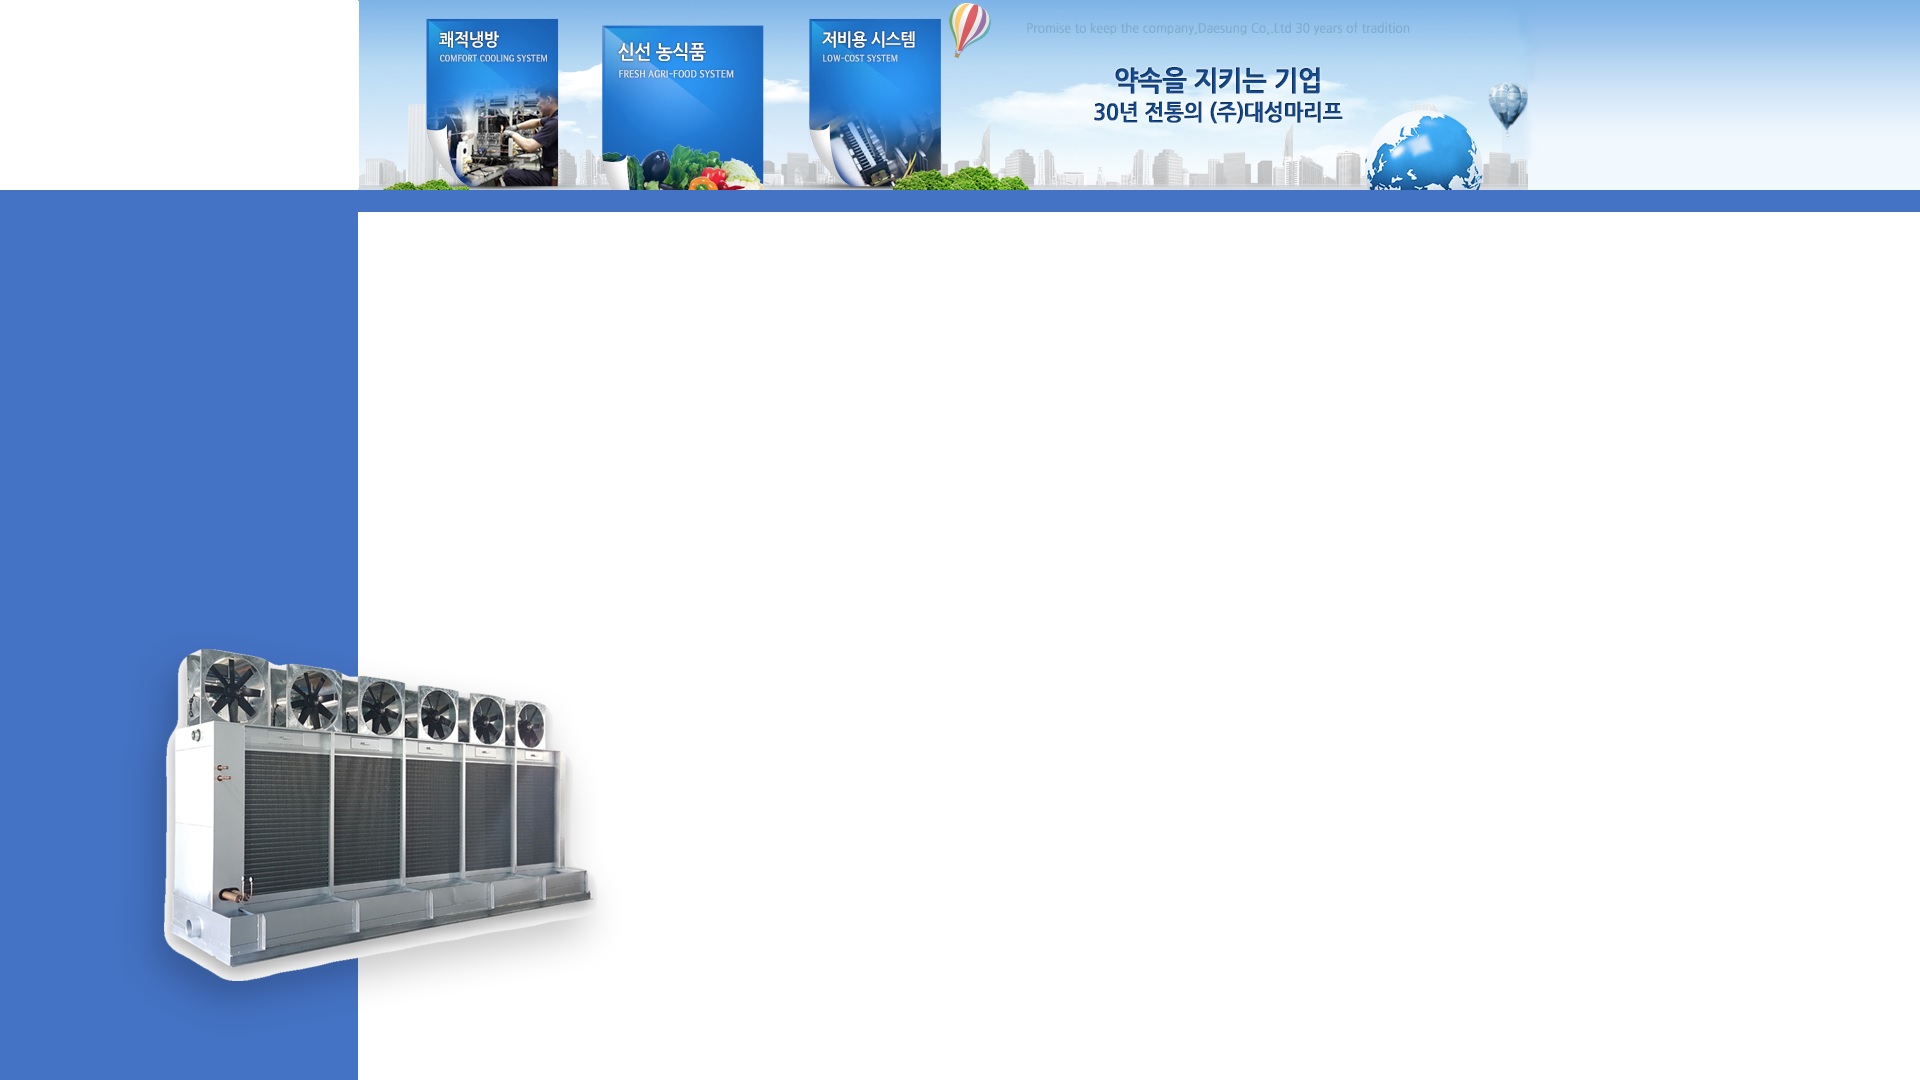 쾌적냉방
COMFORT COOLING SYSTEM
신선 농식품
FRESH AGRI-FOOD SYSTEM
저비용 시스템
LOW-COST SYSTEM
Promise to keep the company,Daesung Co,.Ltd 30 years of tradition
약속을 지키는 기업
30년 전통의 (주)대성마리프